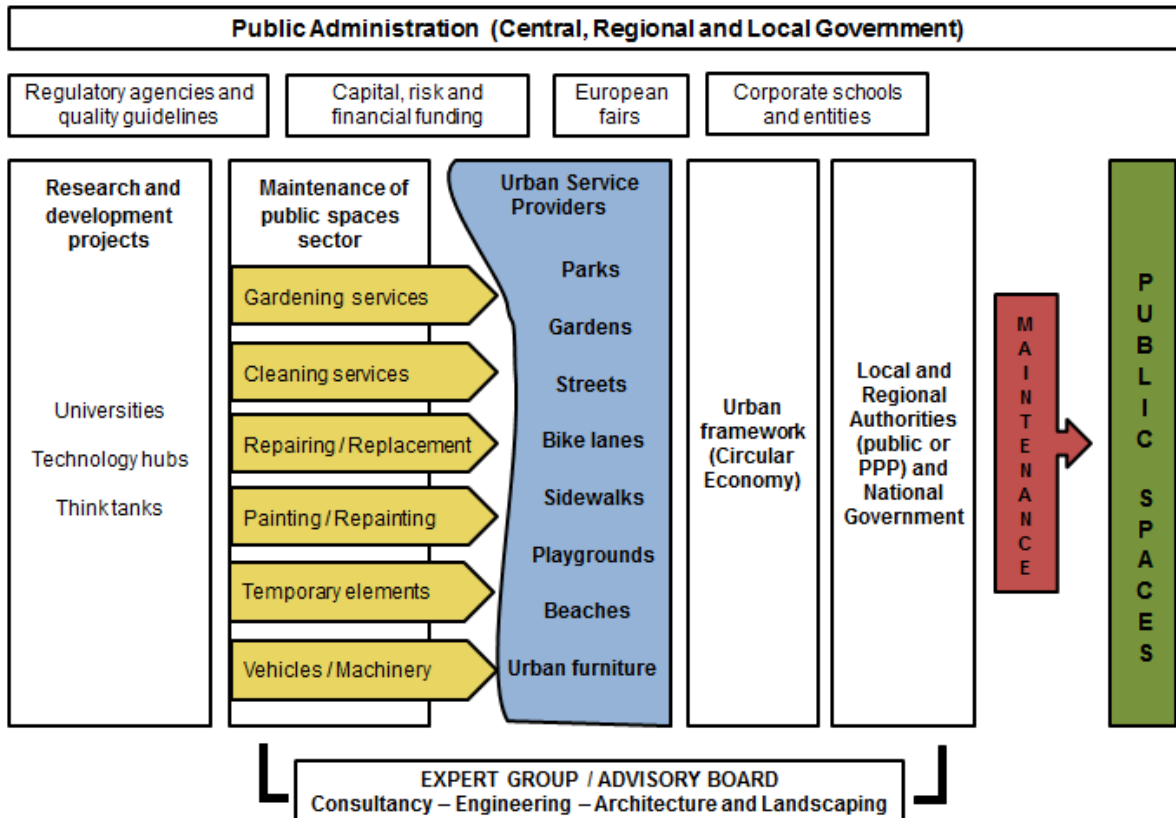 Public Administration (Central, Regional and Local Government)
Regulatory agencies and
quality guidelines
Capital, risk and
financial funding
European
fairs
Corporate schools
and entities
Research and
development
projects
Universities
Technology hubs
Think tanks
Maintenance of
public spaces
sector
Gardening services
Cleaning services
Repairing / Replacement
Painting / Repainting
Temporary elements
Vehicles / Machinery
Urban Service
Providers
Parks
Gardens
Streets
Bike lanes
Sidewalks
Playgrounds
Beaches
Urban furniture
Urban
framework
(Circular
Economy)
Local and
Regional
Authorities
(public or
PPP) and
National
Government
MAINTENANCE
PUBLIC SPACES
EXPERT GROUP / ADVISORY BOARD
Consultancy – Engineering – Architecture and Landscaping